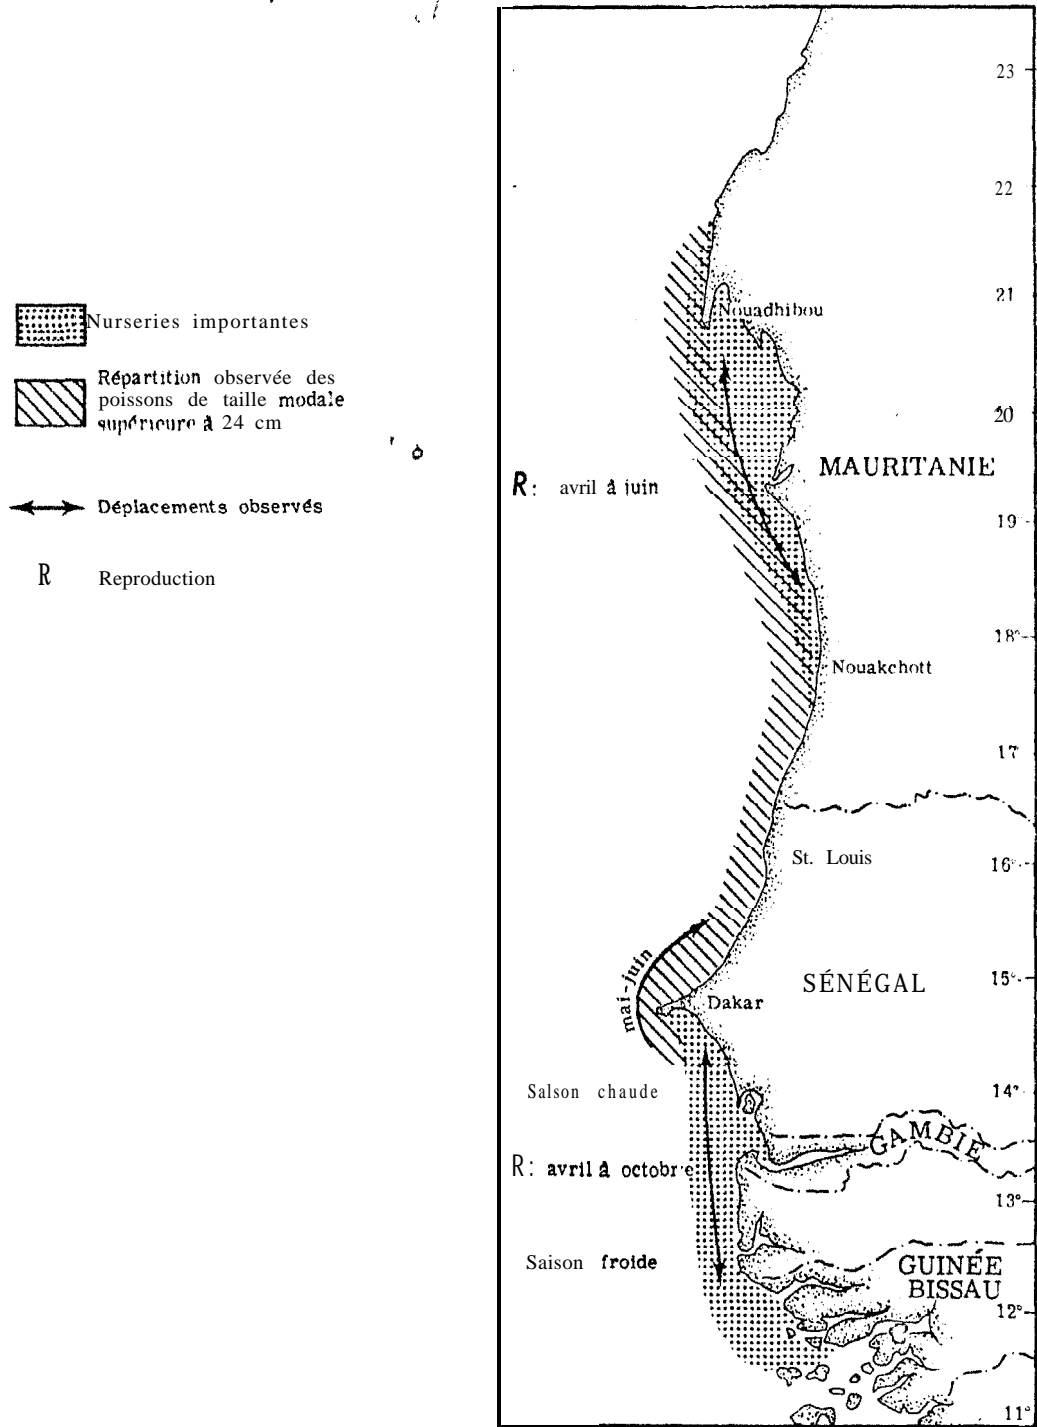 Nurseries importantes
Répartition observée des
poissons de taille modale
supérieure à 24 cm
Déplacements observés
R Reproduction
23
22
21
Nouadhibou
20
MAURITANIE
R: avril à juin
19
18°
Nouakchott
17
St. Louis
16°
mai-juin
15°
SÉNÉGAL
Dakar
Salson chaude
14°
GAMBIE
R: avril à octobre
13°
Saison froide
GUINÉE
BISSAU
12°
11°